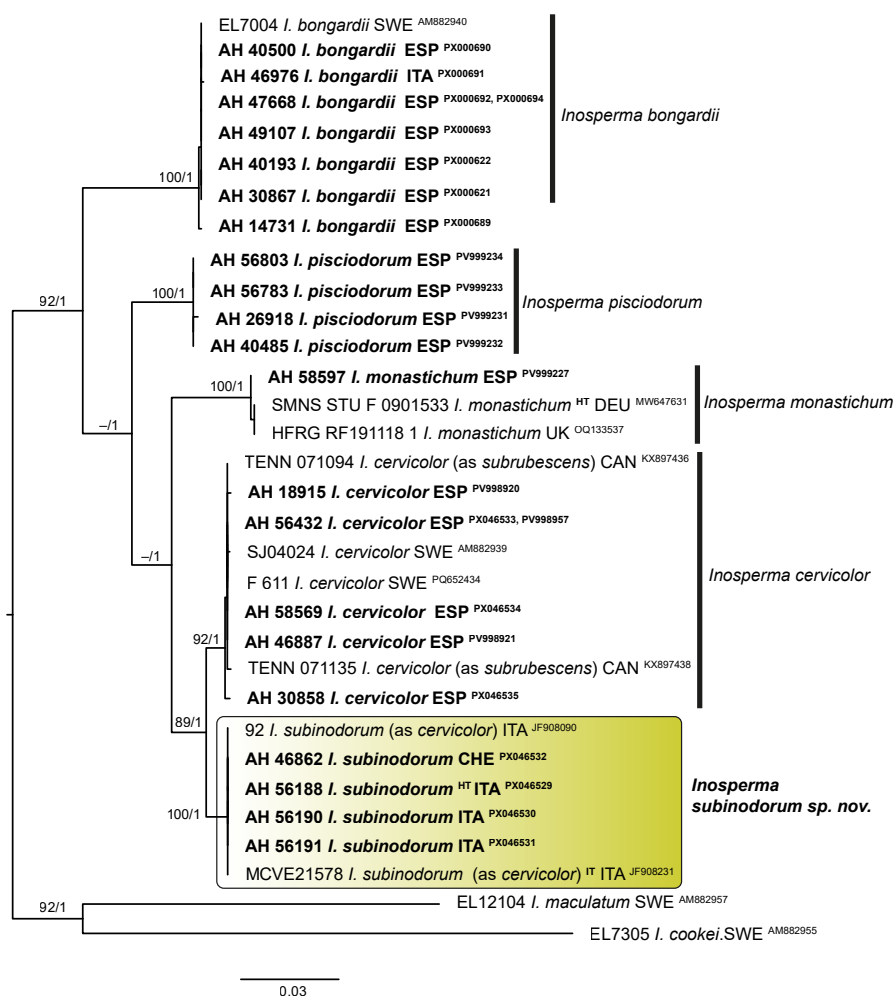 EL7004 I. bongardii SWE AM882940
AH 40500 I. bongardii ESP PX000690
AH 46976 I. bongardii ITA PX000691
AH 47668 I. bongardii ESP PX000692, PX000694
Inosperma bongardii
AH 49107 I. bongardii ESP PX000693
AH 40193 I. bongardii ESP PX000622
100/1
AH 30867 I. bongardii ESP PX000621
AH 14731 I. bongardii ESP PX000689
AH 56803 I. pisciodorum ESP PV999234
92/1
100/1
AH 56783 I. pisciodorum ESP PV999233
Inosperma pisciodorum
AH 26918 I. pisciodorum ESP PV999231
AH 40485 I. pisciodorum ESP PV999232
AH 58597 I. monastichum ESP PV999227
100/1
SMNS STU F 0901533 I. monastichum HT DEU MW647631
Inosperma monastichum
–/1
HFRG RF191118 1 I. monastichum UK OQ133537
TENN 071094 I. cervicolor (as subrubescens) CAN KX897436
AH 18915 I. cervicolor ESP PV998920
AH 56432 I. cervicolor ESP PX046533, PV998957
–/1
SJ04024 I. cervicolor SWE AM882939
Inosperma cervicolor
F 611 I. cervicolor SWE PQ652434
AH 58569 I. cervicolor ESP PX046534
92/1
AH 46887 I. cervicolor ESP PV998921
TENN 071135 I. cervicolor (as subrubescens) CAN KX897438
AH 30858 I. cervicolor ESP PX046535
89/1
92 I. subinodorum (as cervicolor) ITA JF908090
AH 46862 I. subinodorum CHE PX046532
AH 56188 I. subinodorum HT ITA PX046529
Inosperma
subinodorum sp. nov.
100/1
AH 56190 I. subinodorum ITA PX046530
AH 56191 I. subinodorum ITA PX046531
MCVE21578 I. subinodorum (as cervicolor) IT ITA JF908231
92/1
EL12104 I. maculatum SWE AM882957
EL7305 I. cookei.SWE AM882955
0.03